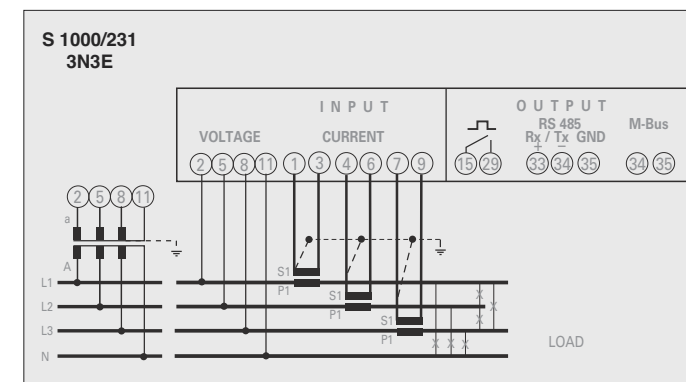 S 1000/231
3N3E
INPUT
OUTPUT
VOLTAGE
CURRENT
RS 485
Rx / Tx GND
+ −
M-Bus
2 5 8 11 1 3 4 6 7 9 15 29 33 34 35 34 35
2 5 8 11
a
A
L1
L2
L3
N
S1
P1
S1
P1
S1
P1
LOAD